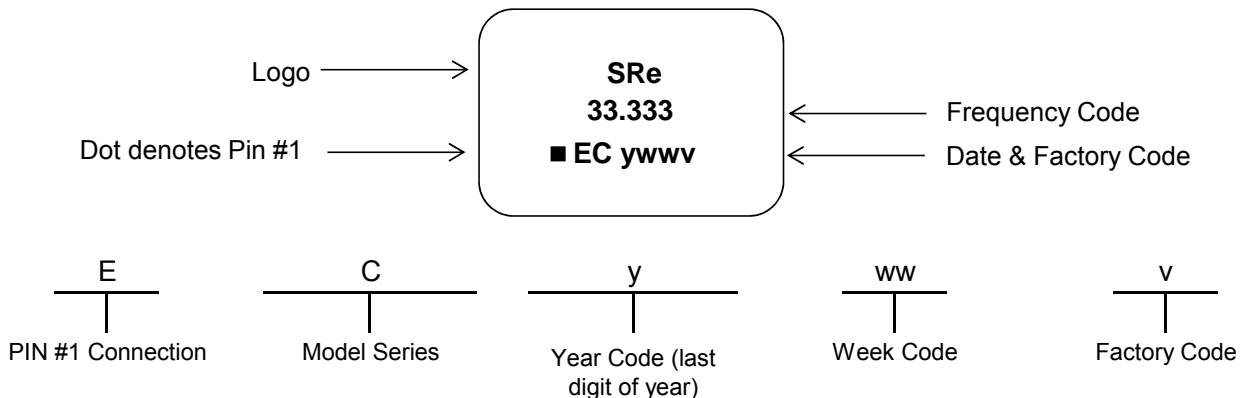 Logo
SRe
33.333
Frequency Code
Dot denotes Pin #1
■ EC ywwv
Date & Factory Code
E
C
y
ww
v
PIN #1 Connection
Model Series
Year Code (last
digit of year)
Week Code
Factory Code